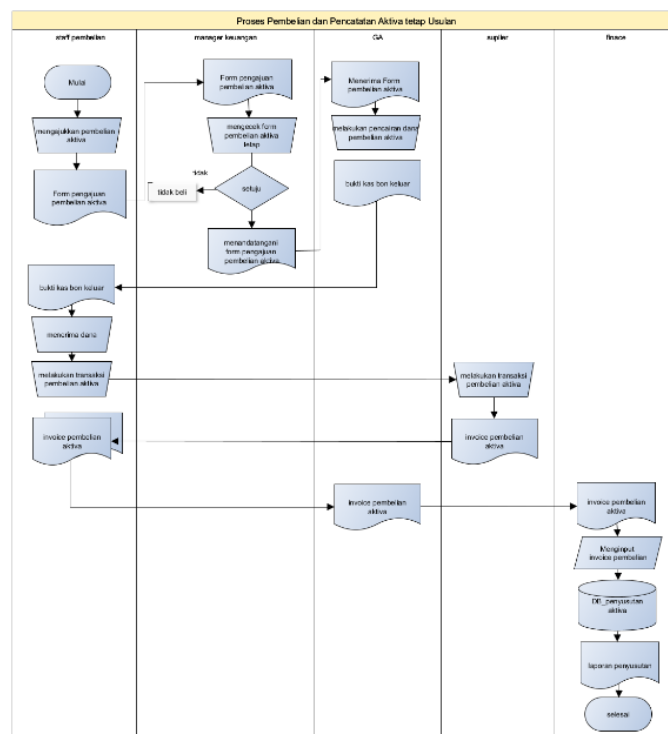 Proses Pembelian dan Pencatatan Aktiva tetap Usulan
staff pembelian
manager keuangan
GA
suplier
finace
Mulai
mengajukkan pembelian
aktiva
Form pengajuan
pembelian aktiva
Form pengajuan
pembelian aktiva
mengecek form
pembelian aktiva
tetap
setuju
tidak
tidak beli
menandatangani
form pengajuan
pembelian aktiva
Menerima Form
pembelian aktiva
melakukan pencairan dana
pembelian aktiva
bukti kas bon keluar
bukti kas bon keluar
menerima dana
melakukan transaksi
pembelian aktiva
melakukan transaksi
pembelian aktiva
invoice pembelian
aktiva
invoice pembelian
aktiva
invoice pembelian
aktiva
invoice pembelian
aktiva
Menginput
invoice pembelian
DB_penyusutan
aktiva
laporan penyusutan
selesai